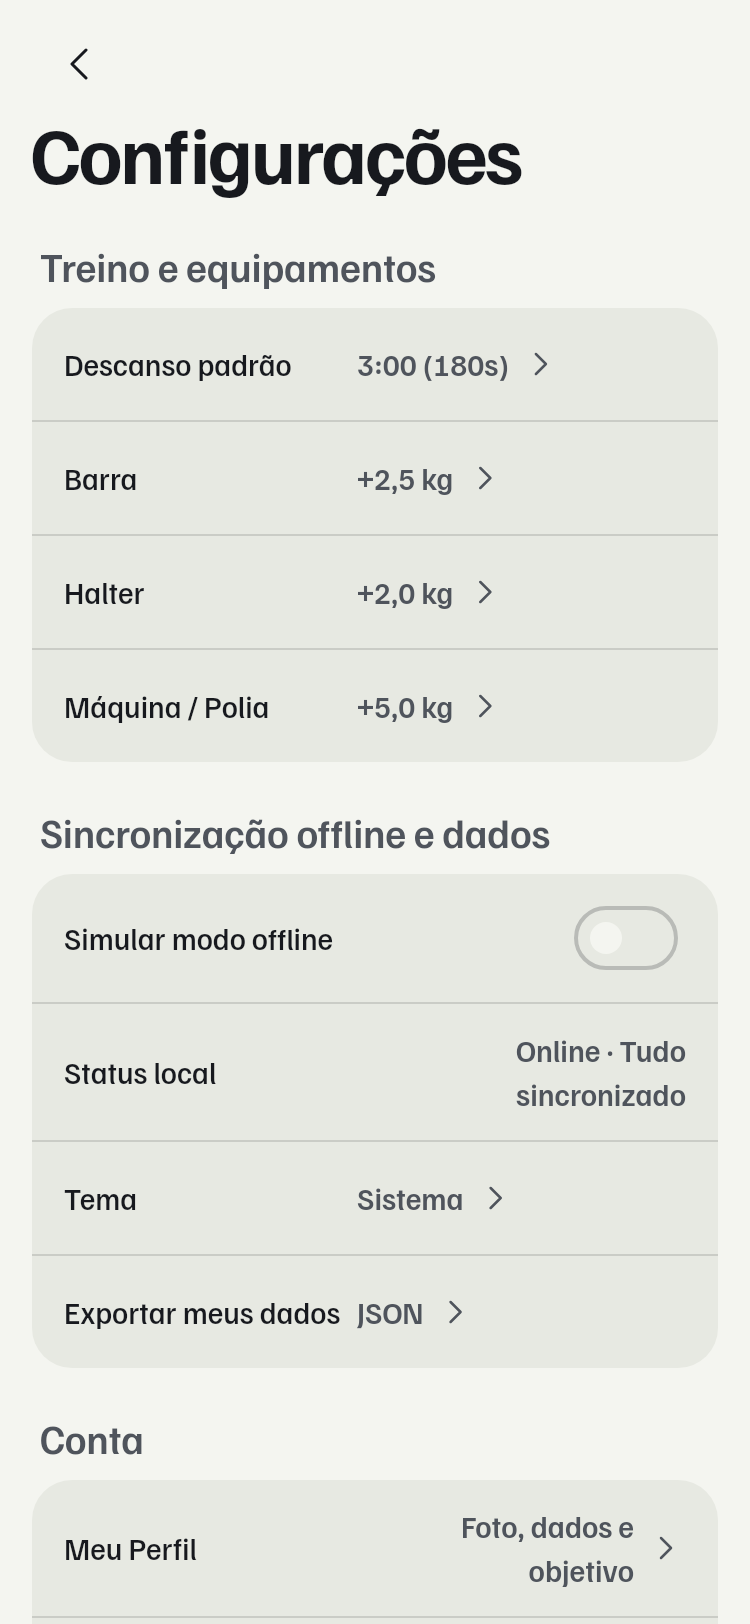 Configurações
Treino e equipamentos
Descanso padrão 3:00 (180s)
Barra +2,5 kg
Halter +2,0 kg
Máquina / Polia +5,0 kg
Sincronização offline e dados
Simular modo offline
Status local Online · Tudo
sincronizado
Tema Sistema
Exportar meus dados JSON
Conta
Meu Perfil Foto, dados e
objetivo